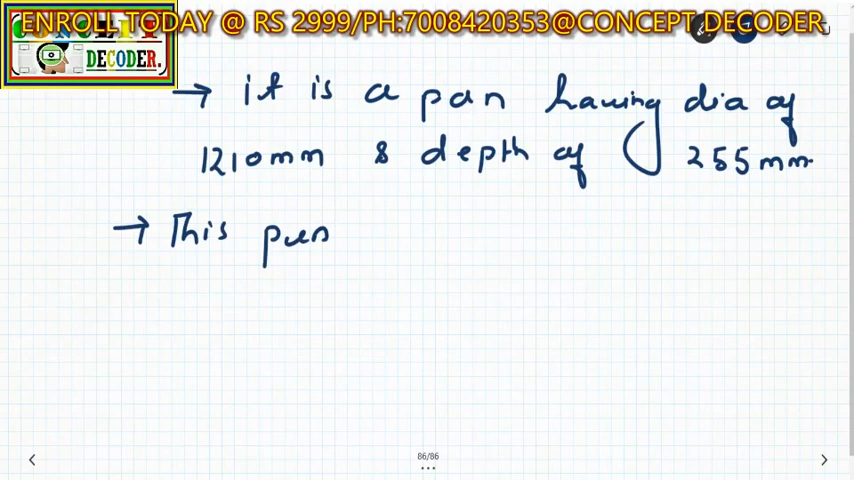 ENROLL TODAY @ RS 2999/PH:7008420353@CONCEPT DECODER
DECODER.
→ it is a pan having dia of
1210mm & depth of 255mm.
→ This pan
86/86